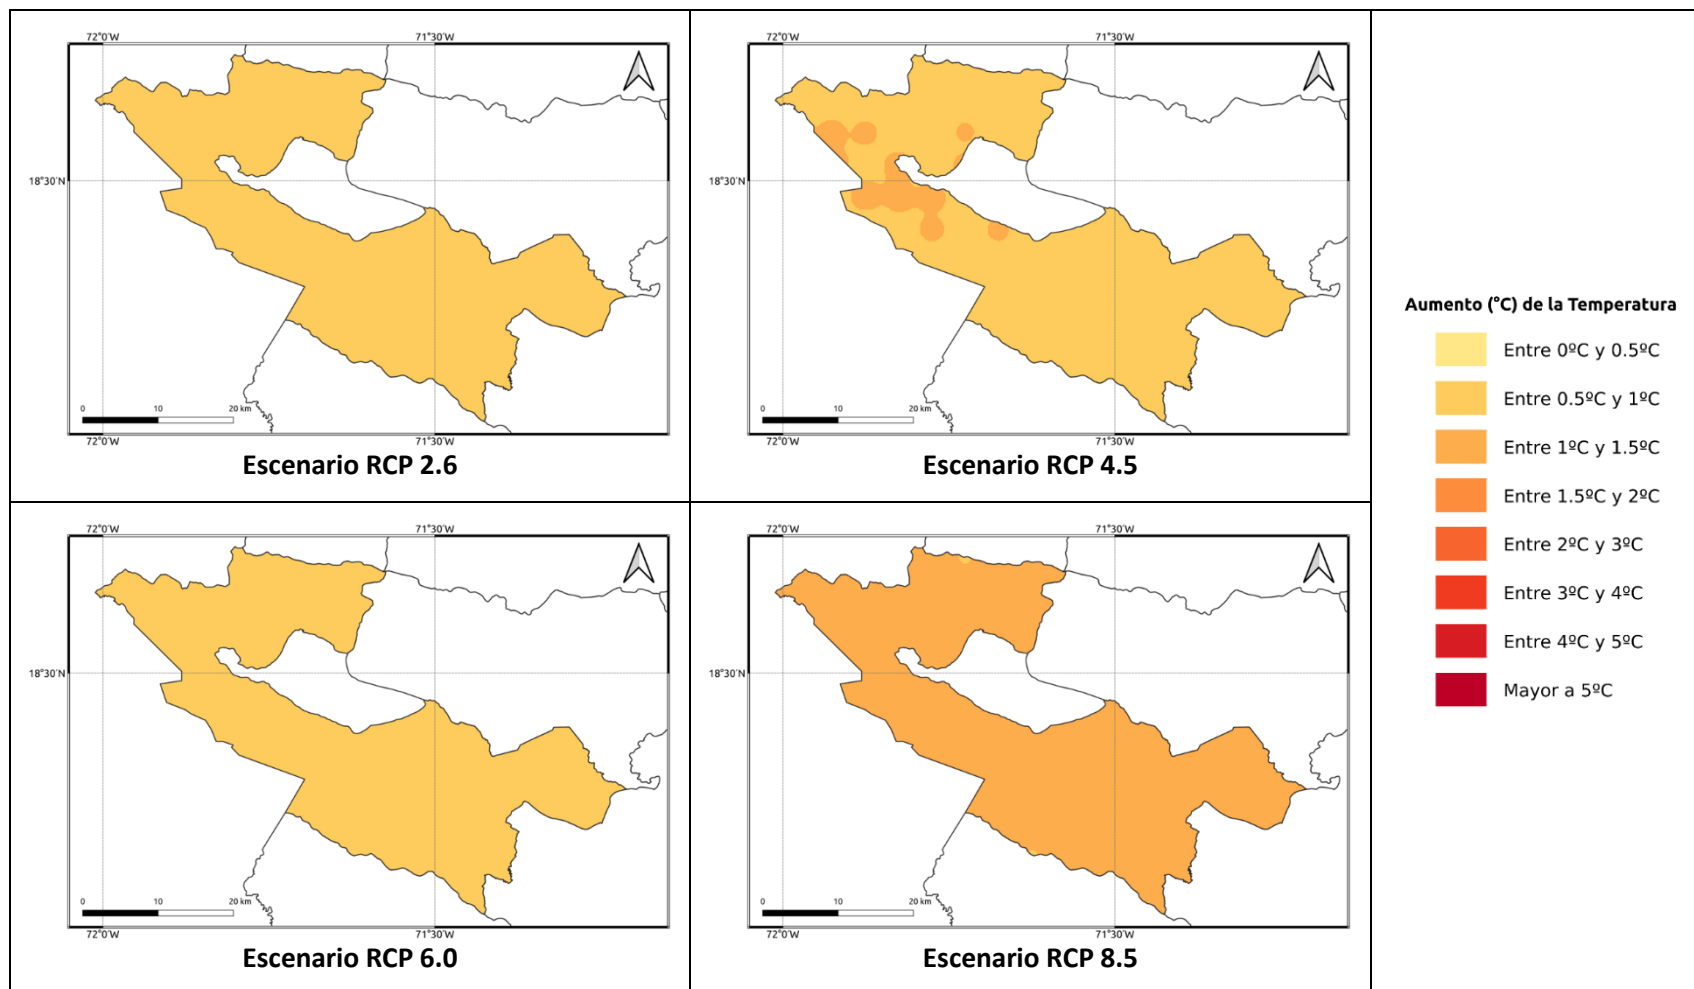 72°0'W 71°30'W
18°30'N
0 10 20 km
72°0'W 71°30'W
Escenario RCP 2.6
72°0'W 71°30'W
18°30'N
0 10 20 km
72°0'W 71°30'W
Escenario RCP 4.5
72°0'W 71°30'W
18°30'N
0 10 20 km
72°0'W 71°30'W
Escenario RCP 6.0
72°0'W 71°30'W
18°30'N
0 10 20 km
72°0'W 71°30'W
Escenario RCP 8.5
Aumento (°C) de la Temperatura
Entre 0ºC y 0.5ºC
Entre 0.5ºC y 1ºC
Entre 1ºC y 1.5ºC
Entre 1.5ºC y 2ºC
Entre 2ºC y 3ºC
Entre 3ºC y 4ºC
Entre 4ºC y 5ºC
Mayor a 5ºC